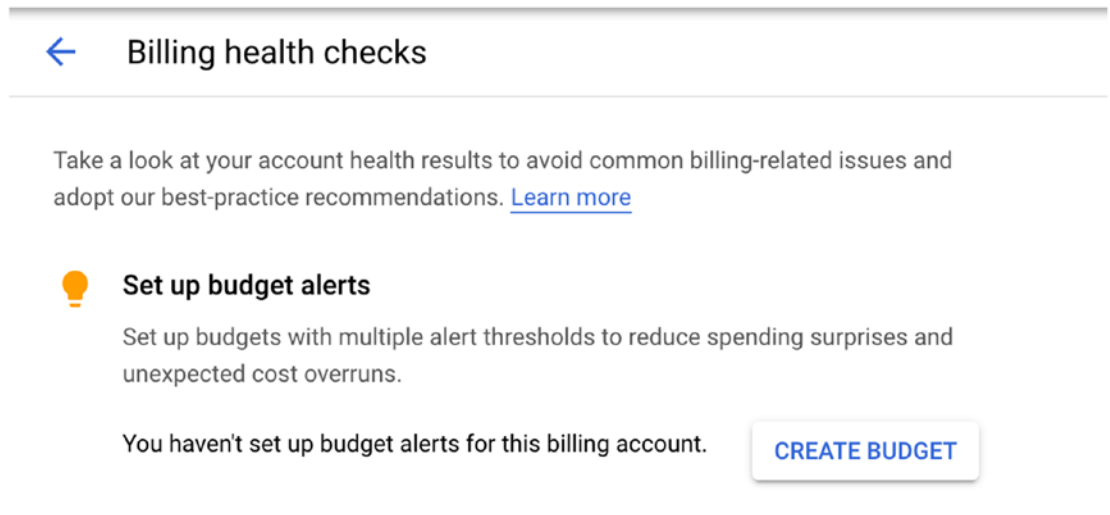 Billing health checks
Take a look at your account health results to avoid common billing-related issues and
adopt our best-practice recommendations. Learn more
Set up budget alerts
Set up budgets with multiple alert thresholds to reduce spending surprises and
unexpected cost overruns.
You haven't set up budget alerts for this billing account.
CREATE BUDGET